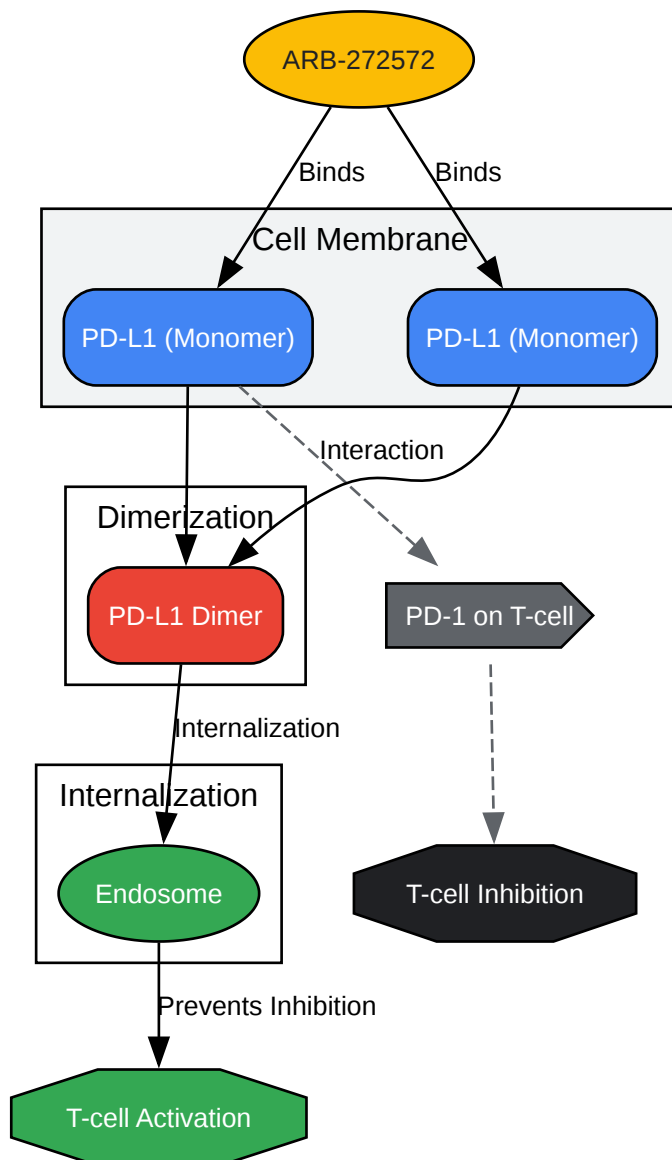 ARB-272572
Binds
Binds
Cell Membrane
PD-L1 (Monomer)
PD-L1 (Monomer)
Interaction
Dimerization
PD-L1 Dimer
PD-1 on T-cell
Internalization
Internalization
Endosome
T-cell Inhibition
Prevents Inhibition
T-cell Activation